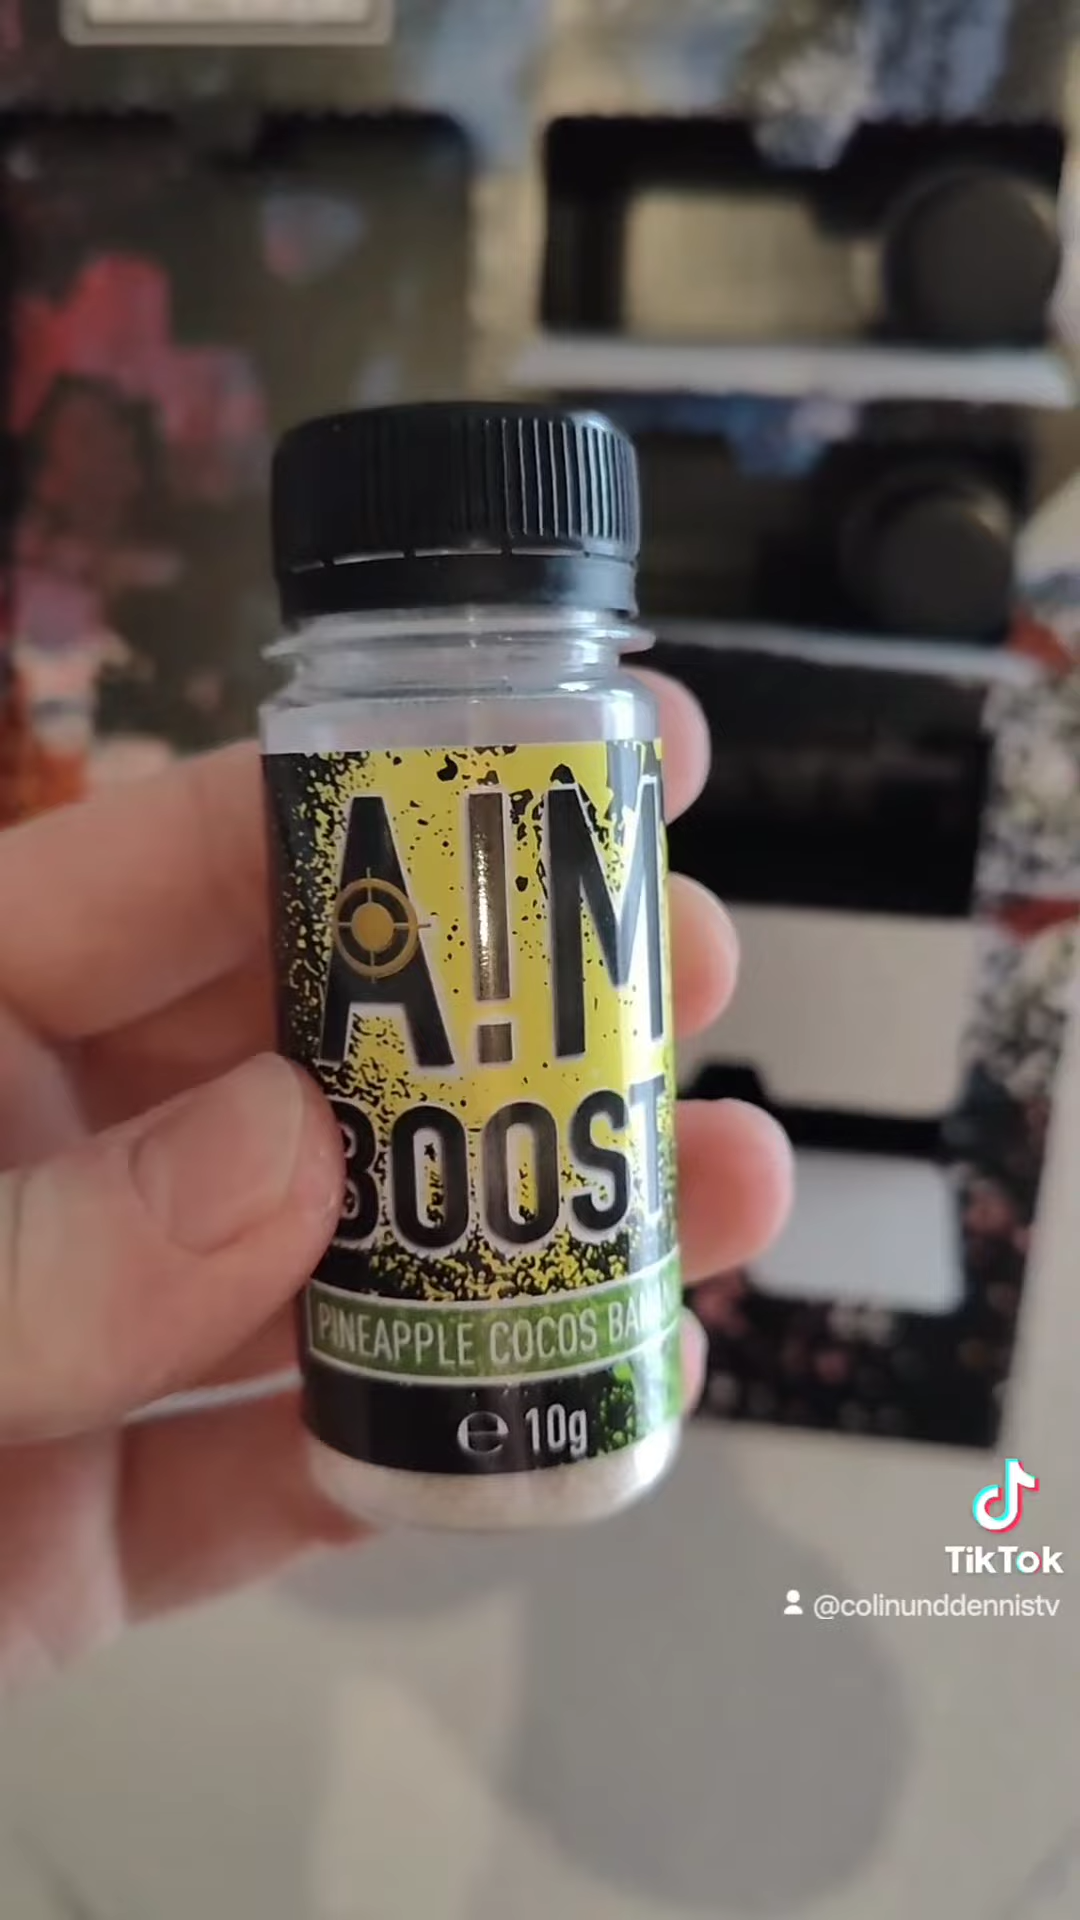 A!M
BOOST
PINEAPPLE COCOS
℮ 10g
TikTok
@colinunddennistv